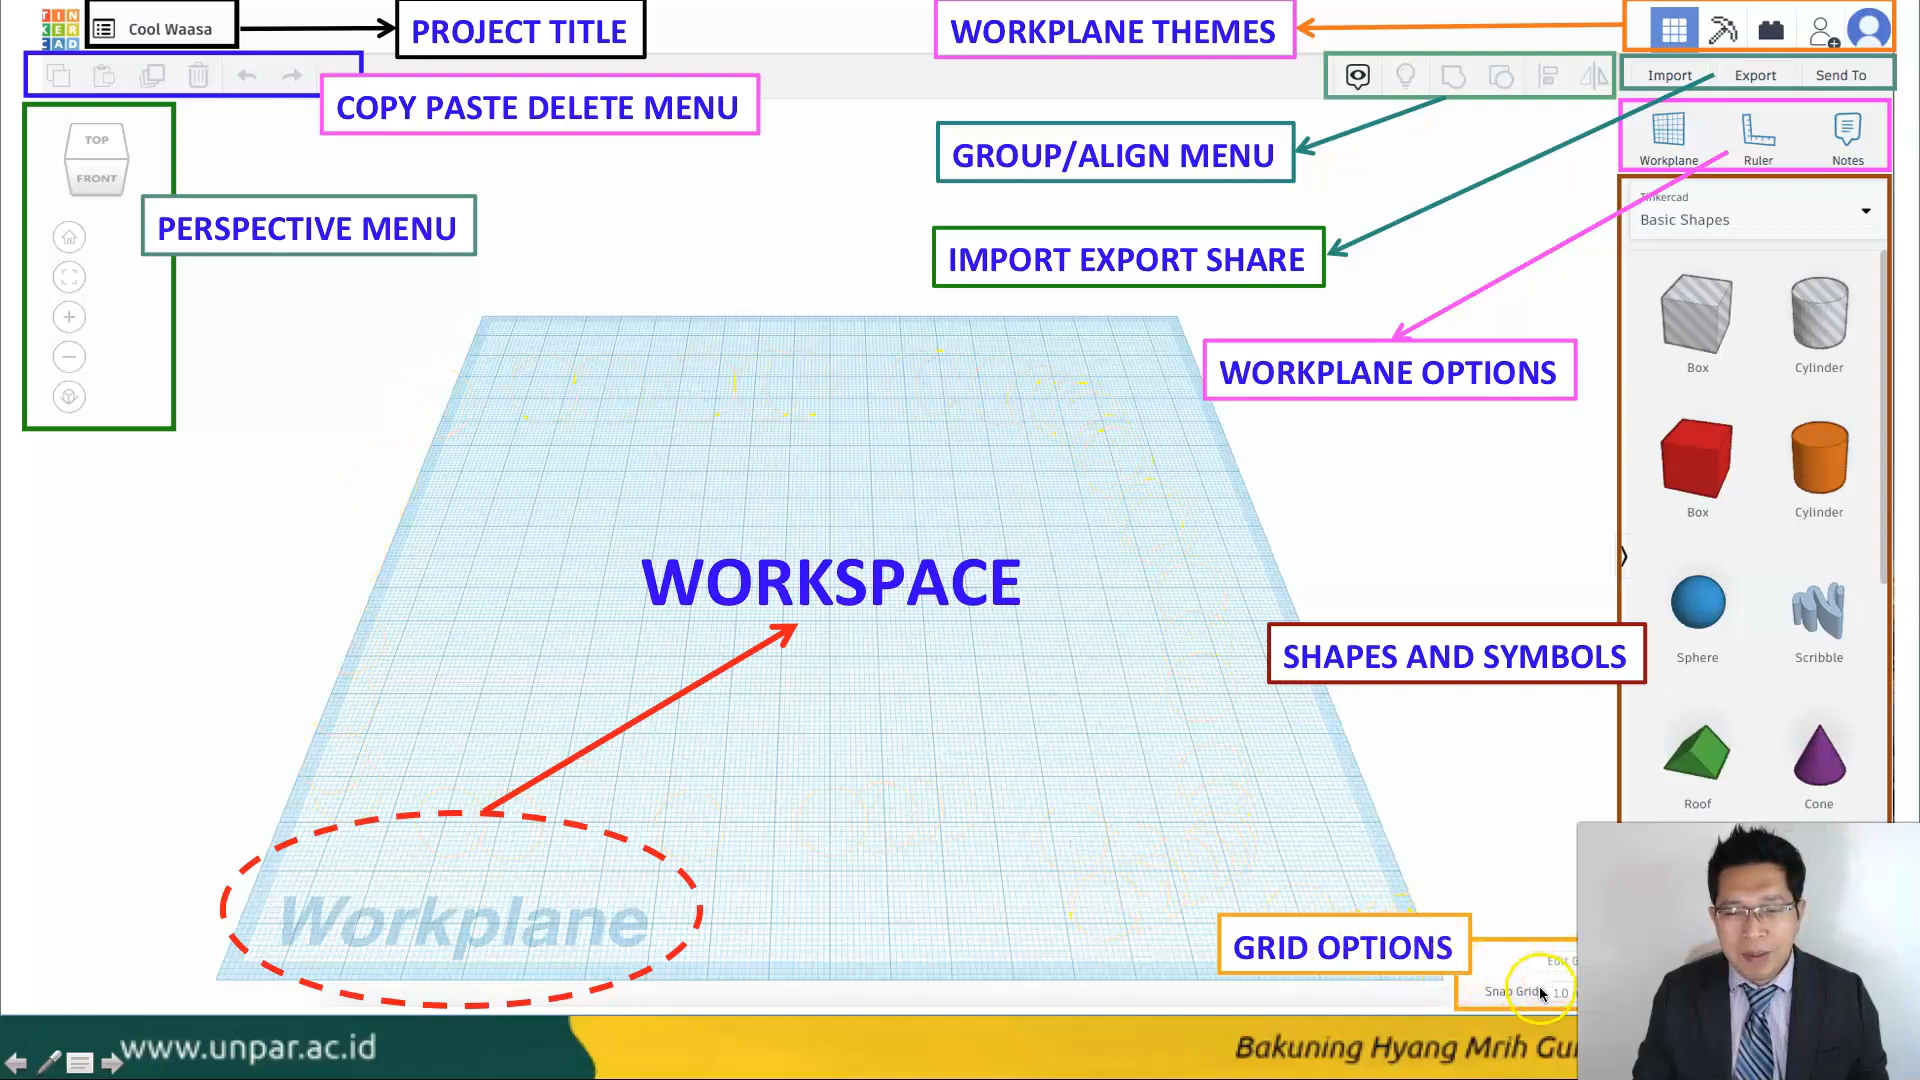 TIN
KER
CAD
Cool Waasa
PROJECT TITLE
WORKPLANE THEMES
COPY PASTE DELETE MENU
Import
Export
Send To
GROUP/ALIGN MENU
Workplane
Ruler
Notes
TOP
FRONT
PERSPECTIVE MENU
IMPORT EXPORT SHARE
Tinkercad
Basic Shapes
WORKPLANE OPTIONS
Box
Cylinder
Box
Cylinder
WORKSPACE
Sphere
Scribble
SHAPES AND SYMBOLS
Roof
Cone
Workplane
GRID OPTIONS
Edit G
Snap Grid 1.0
www.unpar.ac.id
Bakuning Hyang Mrih Gu